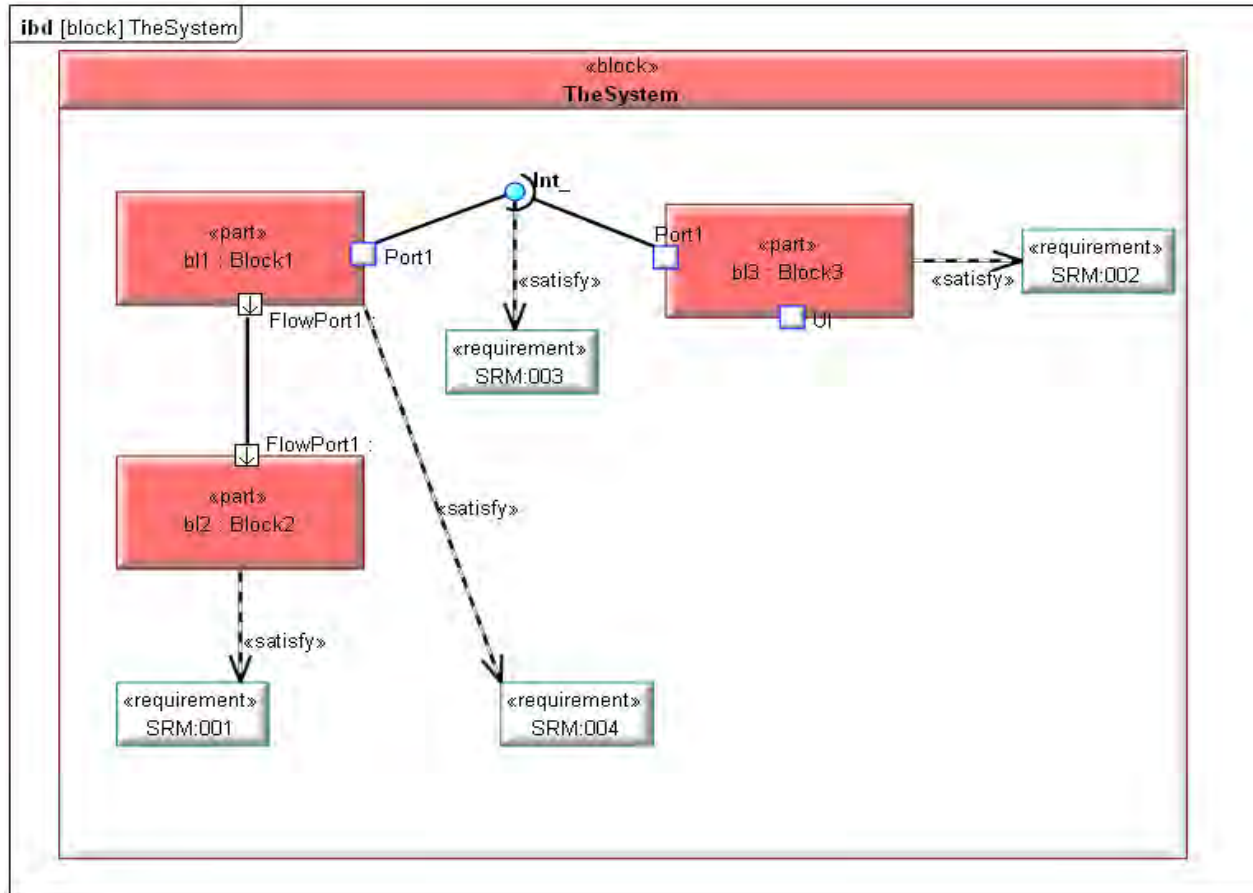 ibd [block] TheSystem
«block»
TheSystem
Int_
«part»
bl1 : Block1
Port1
Port1
«part»
bl3 : Block3
«requirement»
SRM:002
«satisfy»
«satisfy»
FlowPort1 :
UI
«requirement»
SRM:003
FlowPort1 :
«part»
bl2 : Block2
«satisfy»
«satisfy»
«requirement»
SRM:001
«requirement»
SRM:004